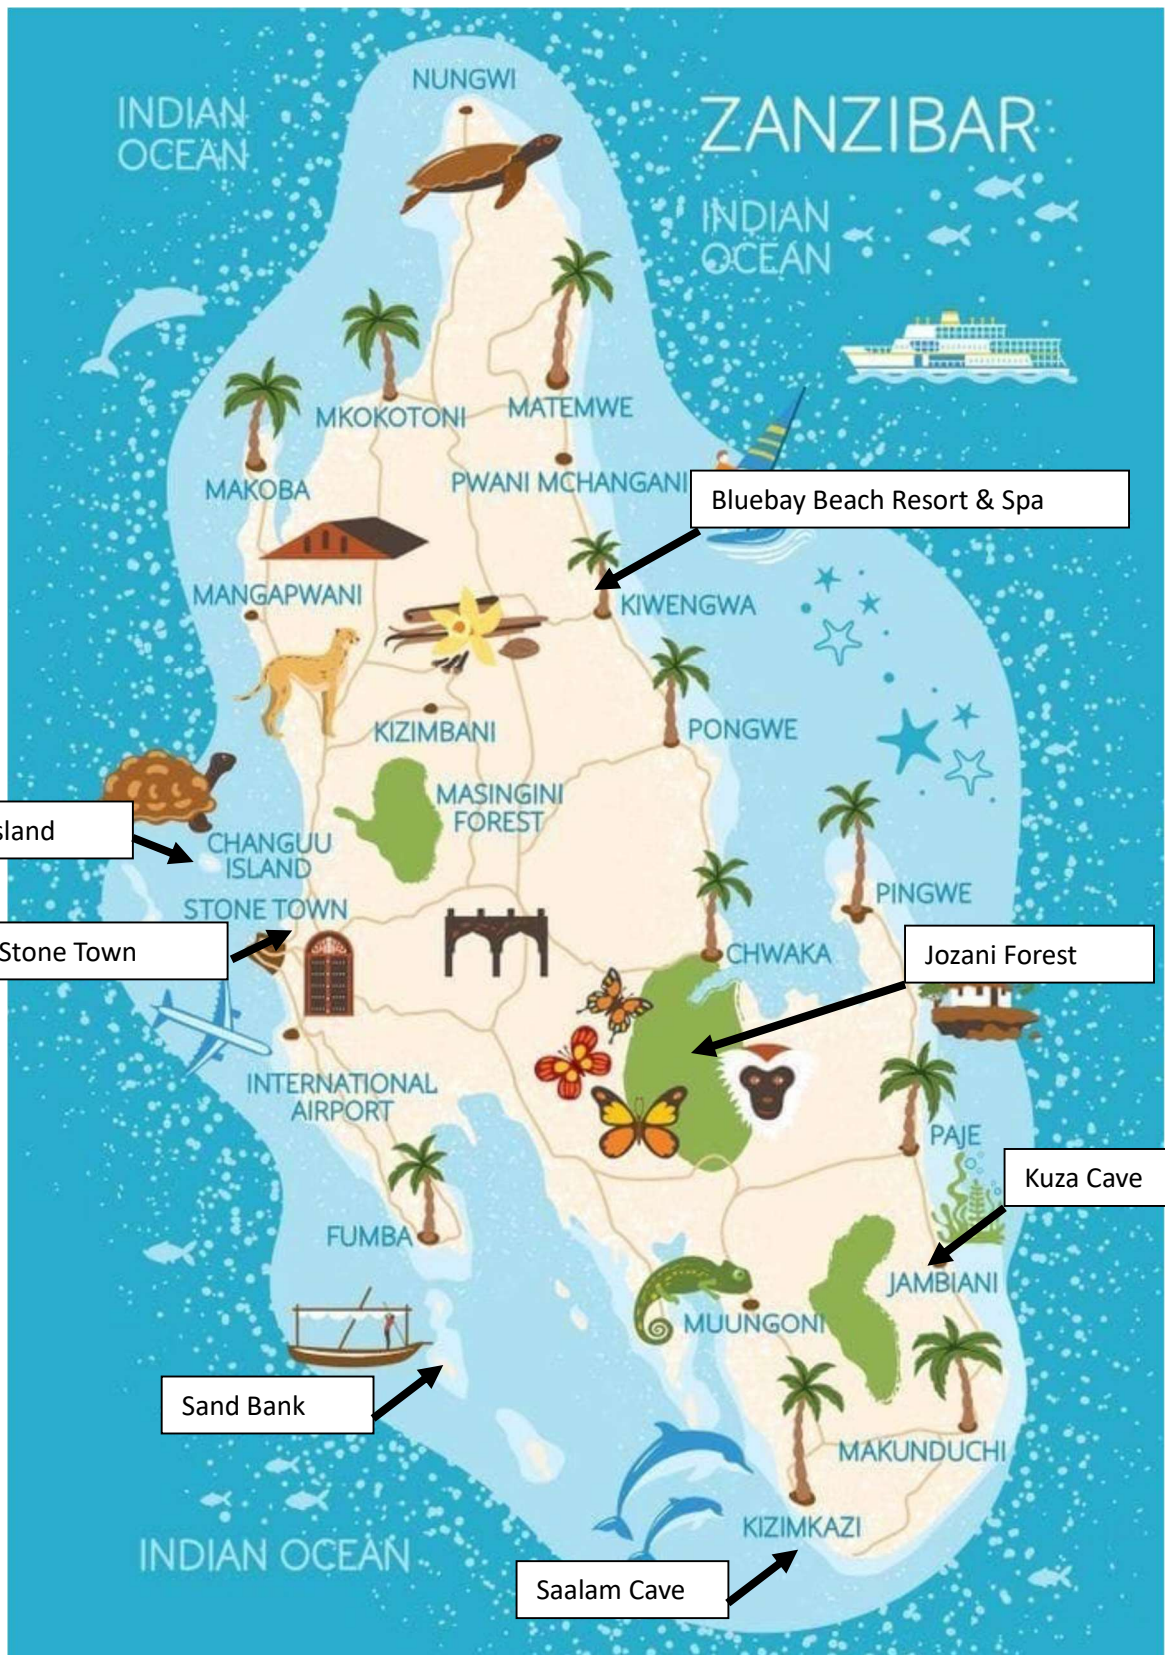 NUNGWI
INDIAN
OCEAN
ZANZIBAR
INDIAN
OCEAN
MKOKOTONI
MATEMWE
MAKOBA
PWANI MCHANGANI
Bluebay Beach Resort & Spa
MANGAPWANI
KIWENGWA
KIZIMBANI
PONGWE
MASINGINI
FOREST
sland
CHANGUU
ISLAND
PINGWE
STONE TOWN
Stone Town
CHWAKA
Jozani Forest
INTERNATIONAL
AIRPORT
PAJE
Kuza Cave
FUMBA
JAMBIANI
MUUNGONI
Sand Bank
MAKUNDUCHI
KIZIMKAZI
INDIAN OCEAN
Saalam Cave